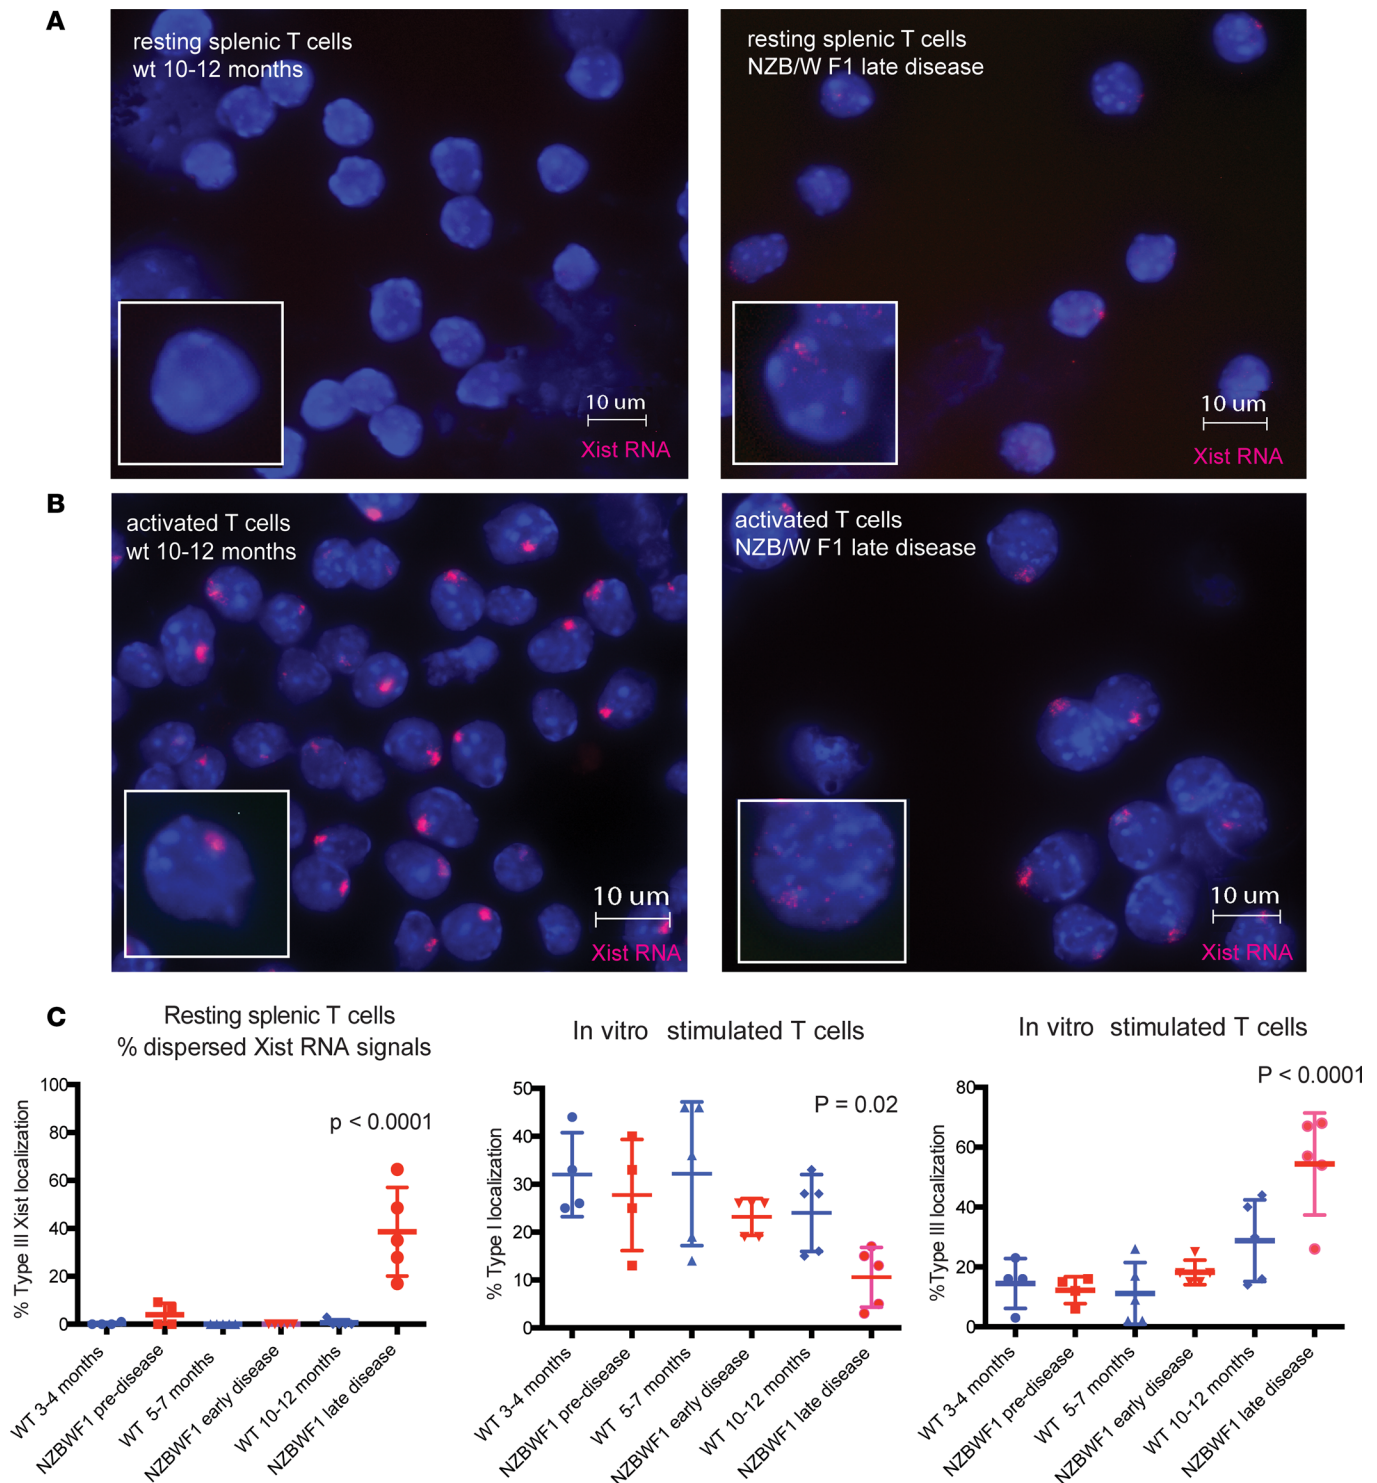 A
resting splenic T cells
wt 10-12 months
10 um
Xist RNA
resting splenic T cells
NZB/W F1 late disease
10 um
Xist RNA
B
activated T cells
wt 10-12 months
10 um
Xist RNA
activated T cells
NZB/W F1 late disease
10 um
Xist RNA
C
Resting splenic T cells
% dispersed Xist RNA signals
p < 0.0001
% Type III Xist localization
100
80
60
40
20
0
WT 3-4 months
NZBWF1 pre-disease
WT 5-7 months
NZBWF1 early disease
WT 10-12 months
NZBWF1 late disease
In vitro stimulated T cells
P = 0.02
% Type I localization
50
40
30
20
10
0
WT 3-4 months
NZBWF1 pre-disease
WT 5-7 months
NZBWF1 early disease
WT 10-12 months
NZBWF1 late disease
In vitro stimulated T cells
P < 0.0001
%Type III localization
80
60
40
20
0
WT 3-4 months
NZBWF1 pre-disease
WT 5-7 months
NZBWF1 early disease
WT 10-12 months
NZBWF1 late disease